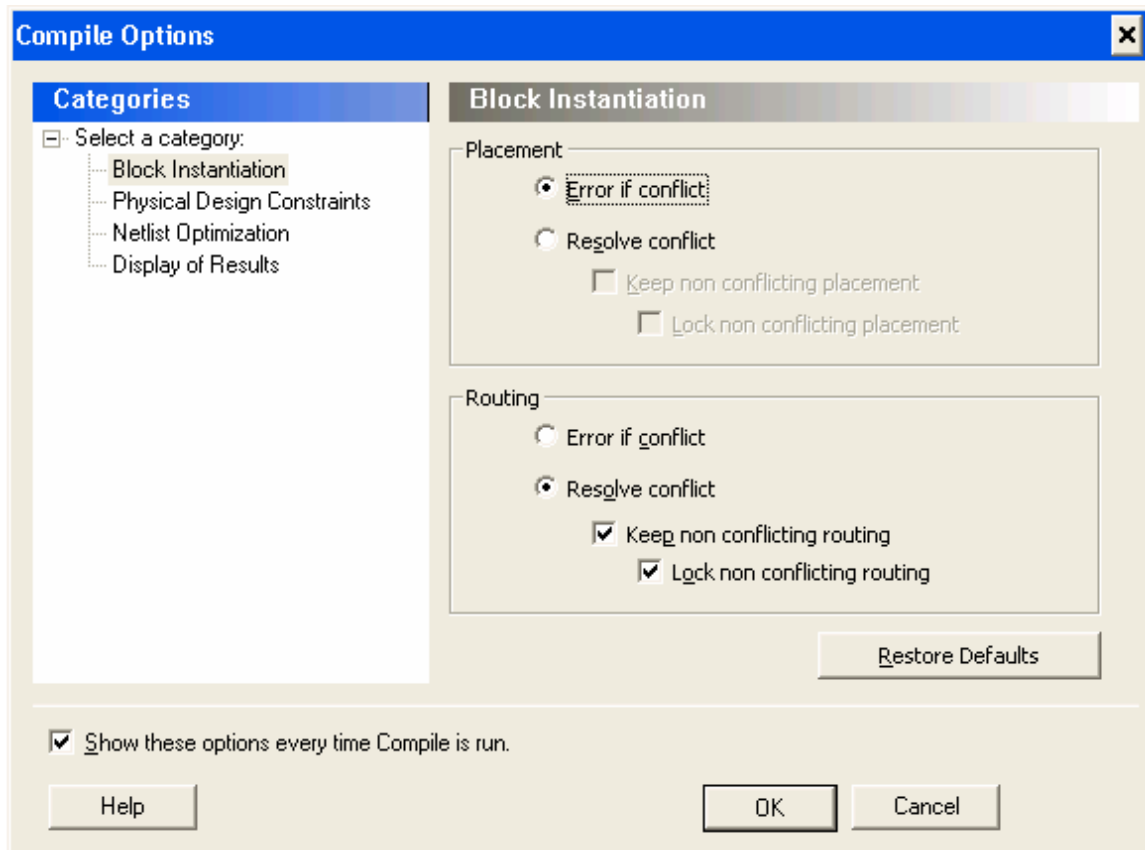 Compile Options
Categories
Select a category:
Block Instantiation
Physical Design Constraints
Netlist Optimization
Display of Results
Block Instantiation
Placement
Error if conflict
Resolve conflict
Keep non conflicting placement
Lock non conflicting placement
Routing
Error if conflict
Resolve conflict
Keep non conflicting routing
Lock non conflicting routing
Restore Defaults
Show these options every time Compile is run.
Help
OK
Cancel